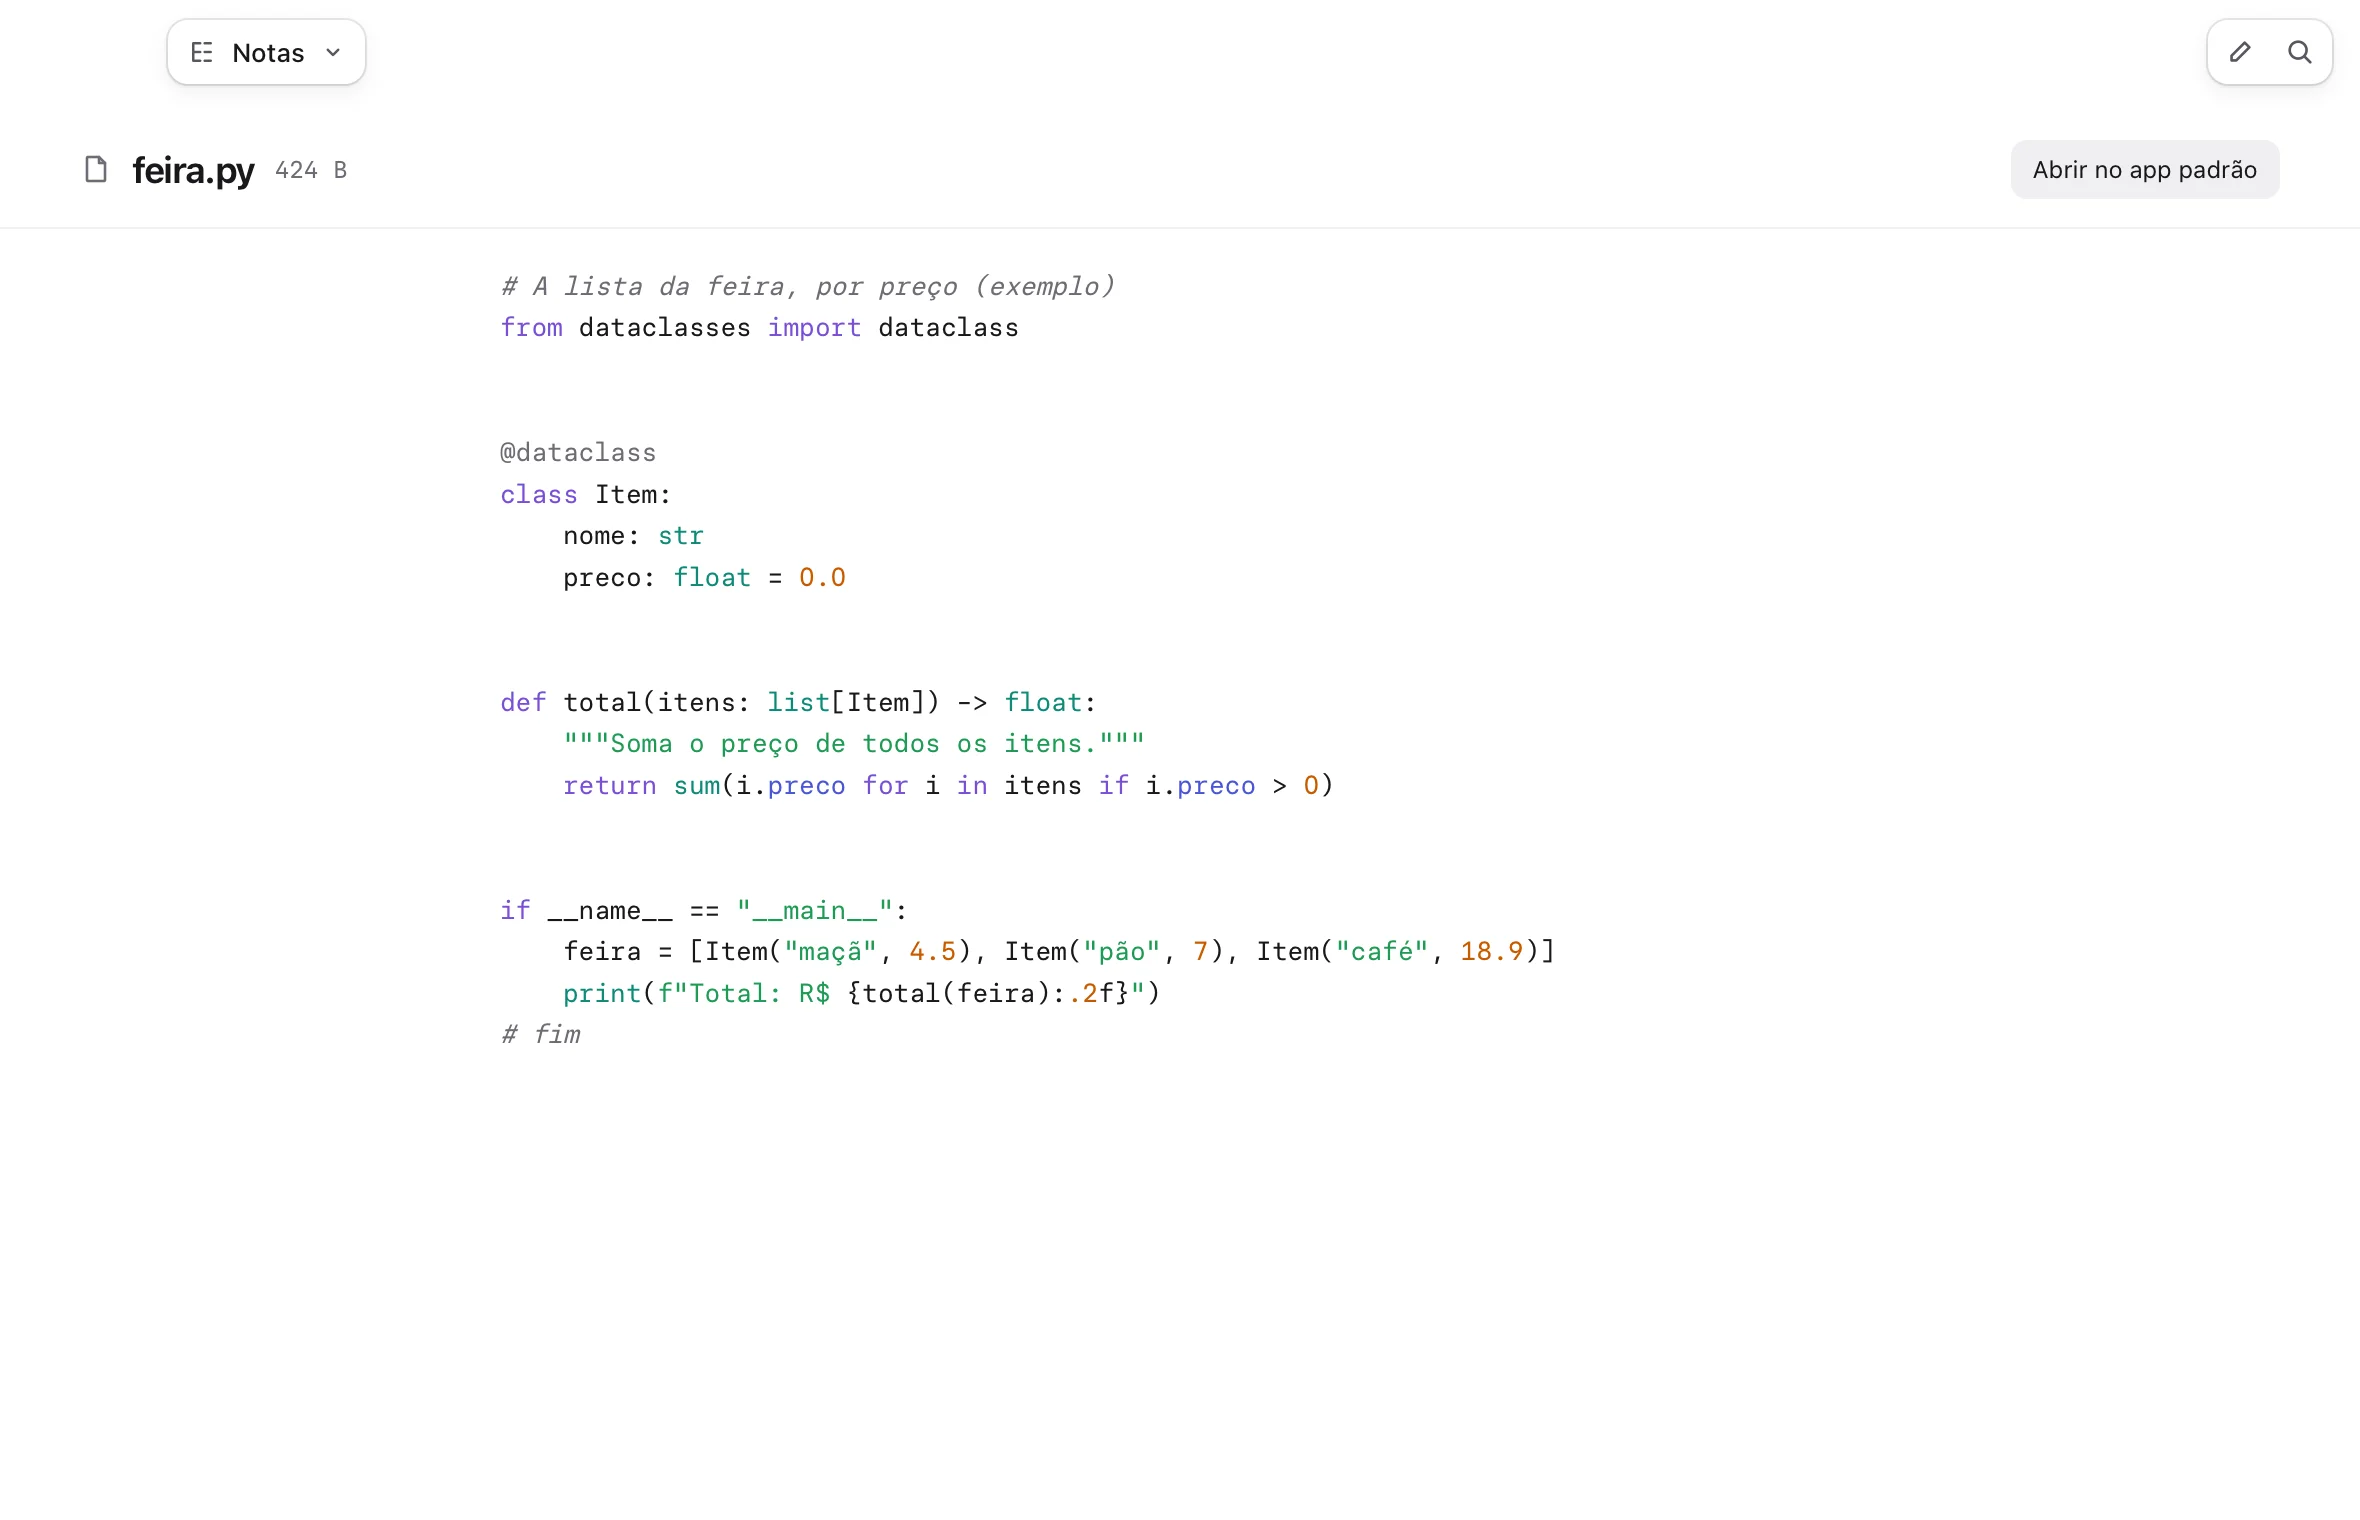 Notas
feira.py 424 B
Abrir no app padrão
# A lista da feira, por preço (exemplo)
from dataclasses import dataclass
@dataclass
class Item:
    nome: str
    preco: float = 0.0
def total(itens: list[Item]) -> float:
    """Soma o preço de todos os itens."""
    return sum(i.preco for i in itens if i.preco > 0)
if __name__ == "__main__":
    feira = [Item("maçã", 4.5), Item("pão", 7), Item("café", 18.9)]
    print(f"Total: R$ {total(feira):.2f}")
# fim